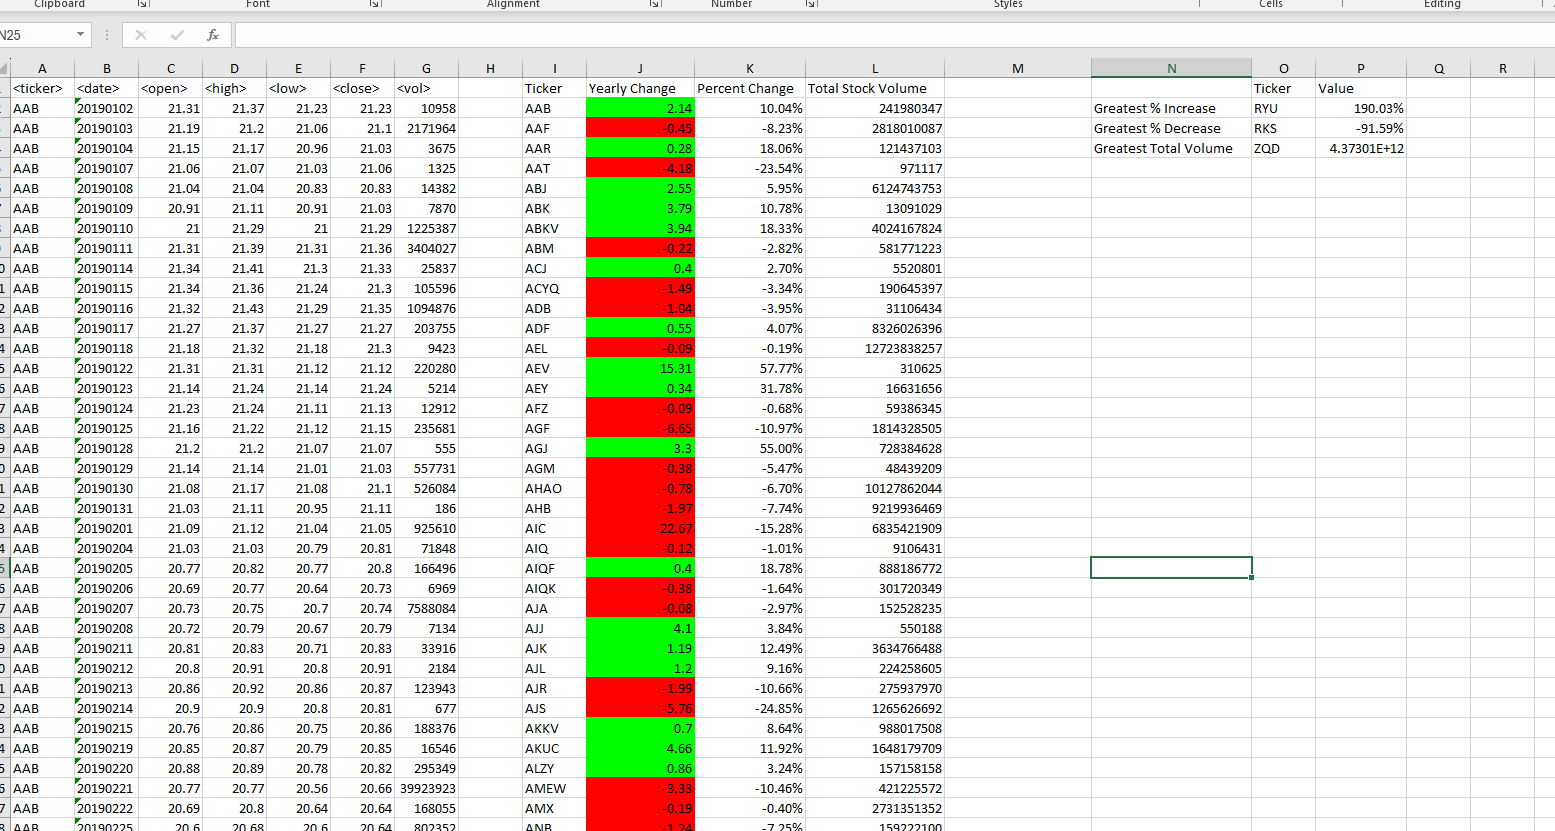 Clipboard Font Alignment Number Styles Cells Editing
N25 fx
A B C D E F G H I J K L M N O P Q R
<ticker> <date> <open> <high> <low> <close> <vol> Ticker Yearly Change Percent Change Total Stock Volume Ticker Value
AAB 20190102 21.31 21.37 21.23 21.23 10958 AAB 2.14 10.04% 241980347 Greatest % Increase RYU 190.03%
AAB 20190103 21.19 21.2 21.06 21.1 2171964 AAF -0.45 -8.23% 2818010087 Greatest % Decrease RKS -91.59%
AAB 20190104 21.15 21.17 20.96 21.03 3675 AAR 0.28 18.06% 121437103 Greatest Total Volume ZQD 4.37301E+12
AAB 20190107 21.06 21.07 21.03 21.06 1325 AAT -4.18 -23.54% 971117
AAB 20190108 21.04 21.04 20.83 20.83 14382 ABJ 2.55 5.95% 6124743753
AAB 20190109 20.91 21.11 20.91 21.03 7870 ABK 3.79 10.78% 13091029
AAB 20190110 21 21.29 21 21.29 1225387 ABKV 3.94 18.33% 4024167824
AAB 20190111 21.31 21.39 21.31 21.36 3404027 ABM -0.22 -2.82% 581771223
AAB 20190114 21.34 21.41 21.3 21.33 25837 ACJ 0.4 2.70% 5520801
AAB 20190115 21.34 21.36 21.24 21.3 105596 ACYQ -1.49 -3.34% 190645397
AAB 20190116 21.32 21.43 21.29 21.35 1094876 ADB -1.04 -3.95% 31106434
AAB 20190117 21.27 21.37 21.27 21.27 203755 ADF 0.55 4.07% 8326026396
AAB 20190118 21.18 21.32 21.18 21.3 9423 AEL -0.09 -0.19% 12723838257
AAB 20190122 21.31 21.31 21.12 21.12 220280 AEV 15.31 57.77% 310625
AAB 20190123 21.14 21.24 21.14 21.24 5214 AEY 0.34 31.78% 16631656
AAB 20190124 21.23 21.24 21.11 21.13 12912 AFZ -0.09 -0.68% 59386345
AAB 20190125 21.16 21.22 21.12 21.15 235681 AGF -6.65 -10.97% 1814328505
AAB 20190128 21.2 21.2 21.07 21.07 555 AGJ 3.3 55.00% 728384628
AAB 20190129 21.14 21.14 21.01 21.03 557731 AGM -0.38 -5.47% 48439209
AAB 20190130 21.08 21.17 21.08 21.1 526084 AHAO -0.78 -6.70% 10127862044
AAB 20190131 21.03 21.11 20.95 21.11 186 AHB -1.97 -7.74% 9219936469
AAB 20190201 21.09 21.12 21.04 21.05 925610 AIC -22.67 -15.28% 6835421909
AAB 20190204 21.03 21.03 20.79 20.81 71848 AIQ -0.12 -1.01% 9106431
AAB 20190205 20.77 20.82 20.77 20.8 166496 AIQF 0.4 18.78% 888186772
AAB 20190206 20.69 20.77 20.64 20.73 6969 AIQK -0.38 -1.64% 301720349
AAB 20190207 20.73 20.75 20.7 20.74 7588084 AJA -0.08 -2.97% 152528235
AAB 20190208 20.72 20.79 20.67 20.79 7134 AJJ 4.1 3.84% 550188
AAB 20190211 20.81 20.83 20.71 20.83 33916 AJK 1.19 12.49% 3634766488
AAB 20190212 20.8 20.91 20.8 20.91 2184 AJL 1.2 9.16% 224258605
AAB 20190213 20.86 20.92 20.86 20.87 123943 AJR -1.99 -10.66% 275937970
AAB 20190214 20.9 20.9 20.8 20.81 677 AJS -5.76 -24.85% 1265626692
AAB 20190215 20.76 20.86 20.75 20.86 188376 AKKV 0.7 8.64% 988017508
AAB 20190219 20.85 20.87 20.79 20.85 16546 AKUC 4.66 11.92% 1648179709
AAB 20190220 20.88 20.89 20.78 20.82 295349 ALZY 0.86 3.24% 157158158
AAB 20190221 20.77 20.77 20.56 20.66 39923923 AMEW -3.33 -10.46% 421225572
AAB 20190222 20.69 20.8 20.64 20.64 168055 AMX -0.19 -0.40% 2731351352
AAB 20190225 20.6 20.68 20.6 20.64 802352 ANB -1.24 -7.25% 159222100